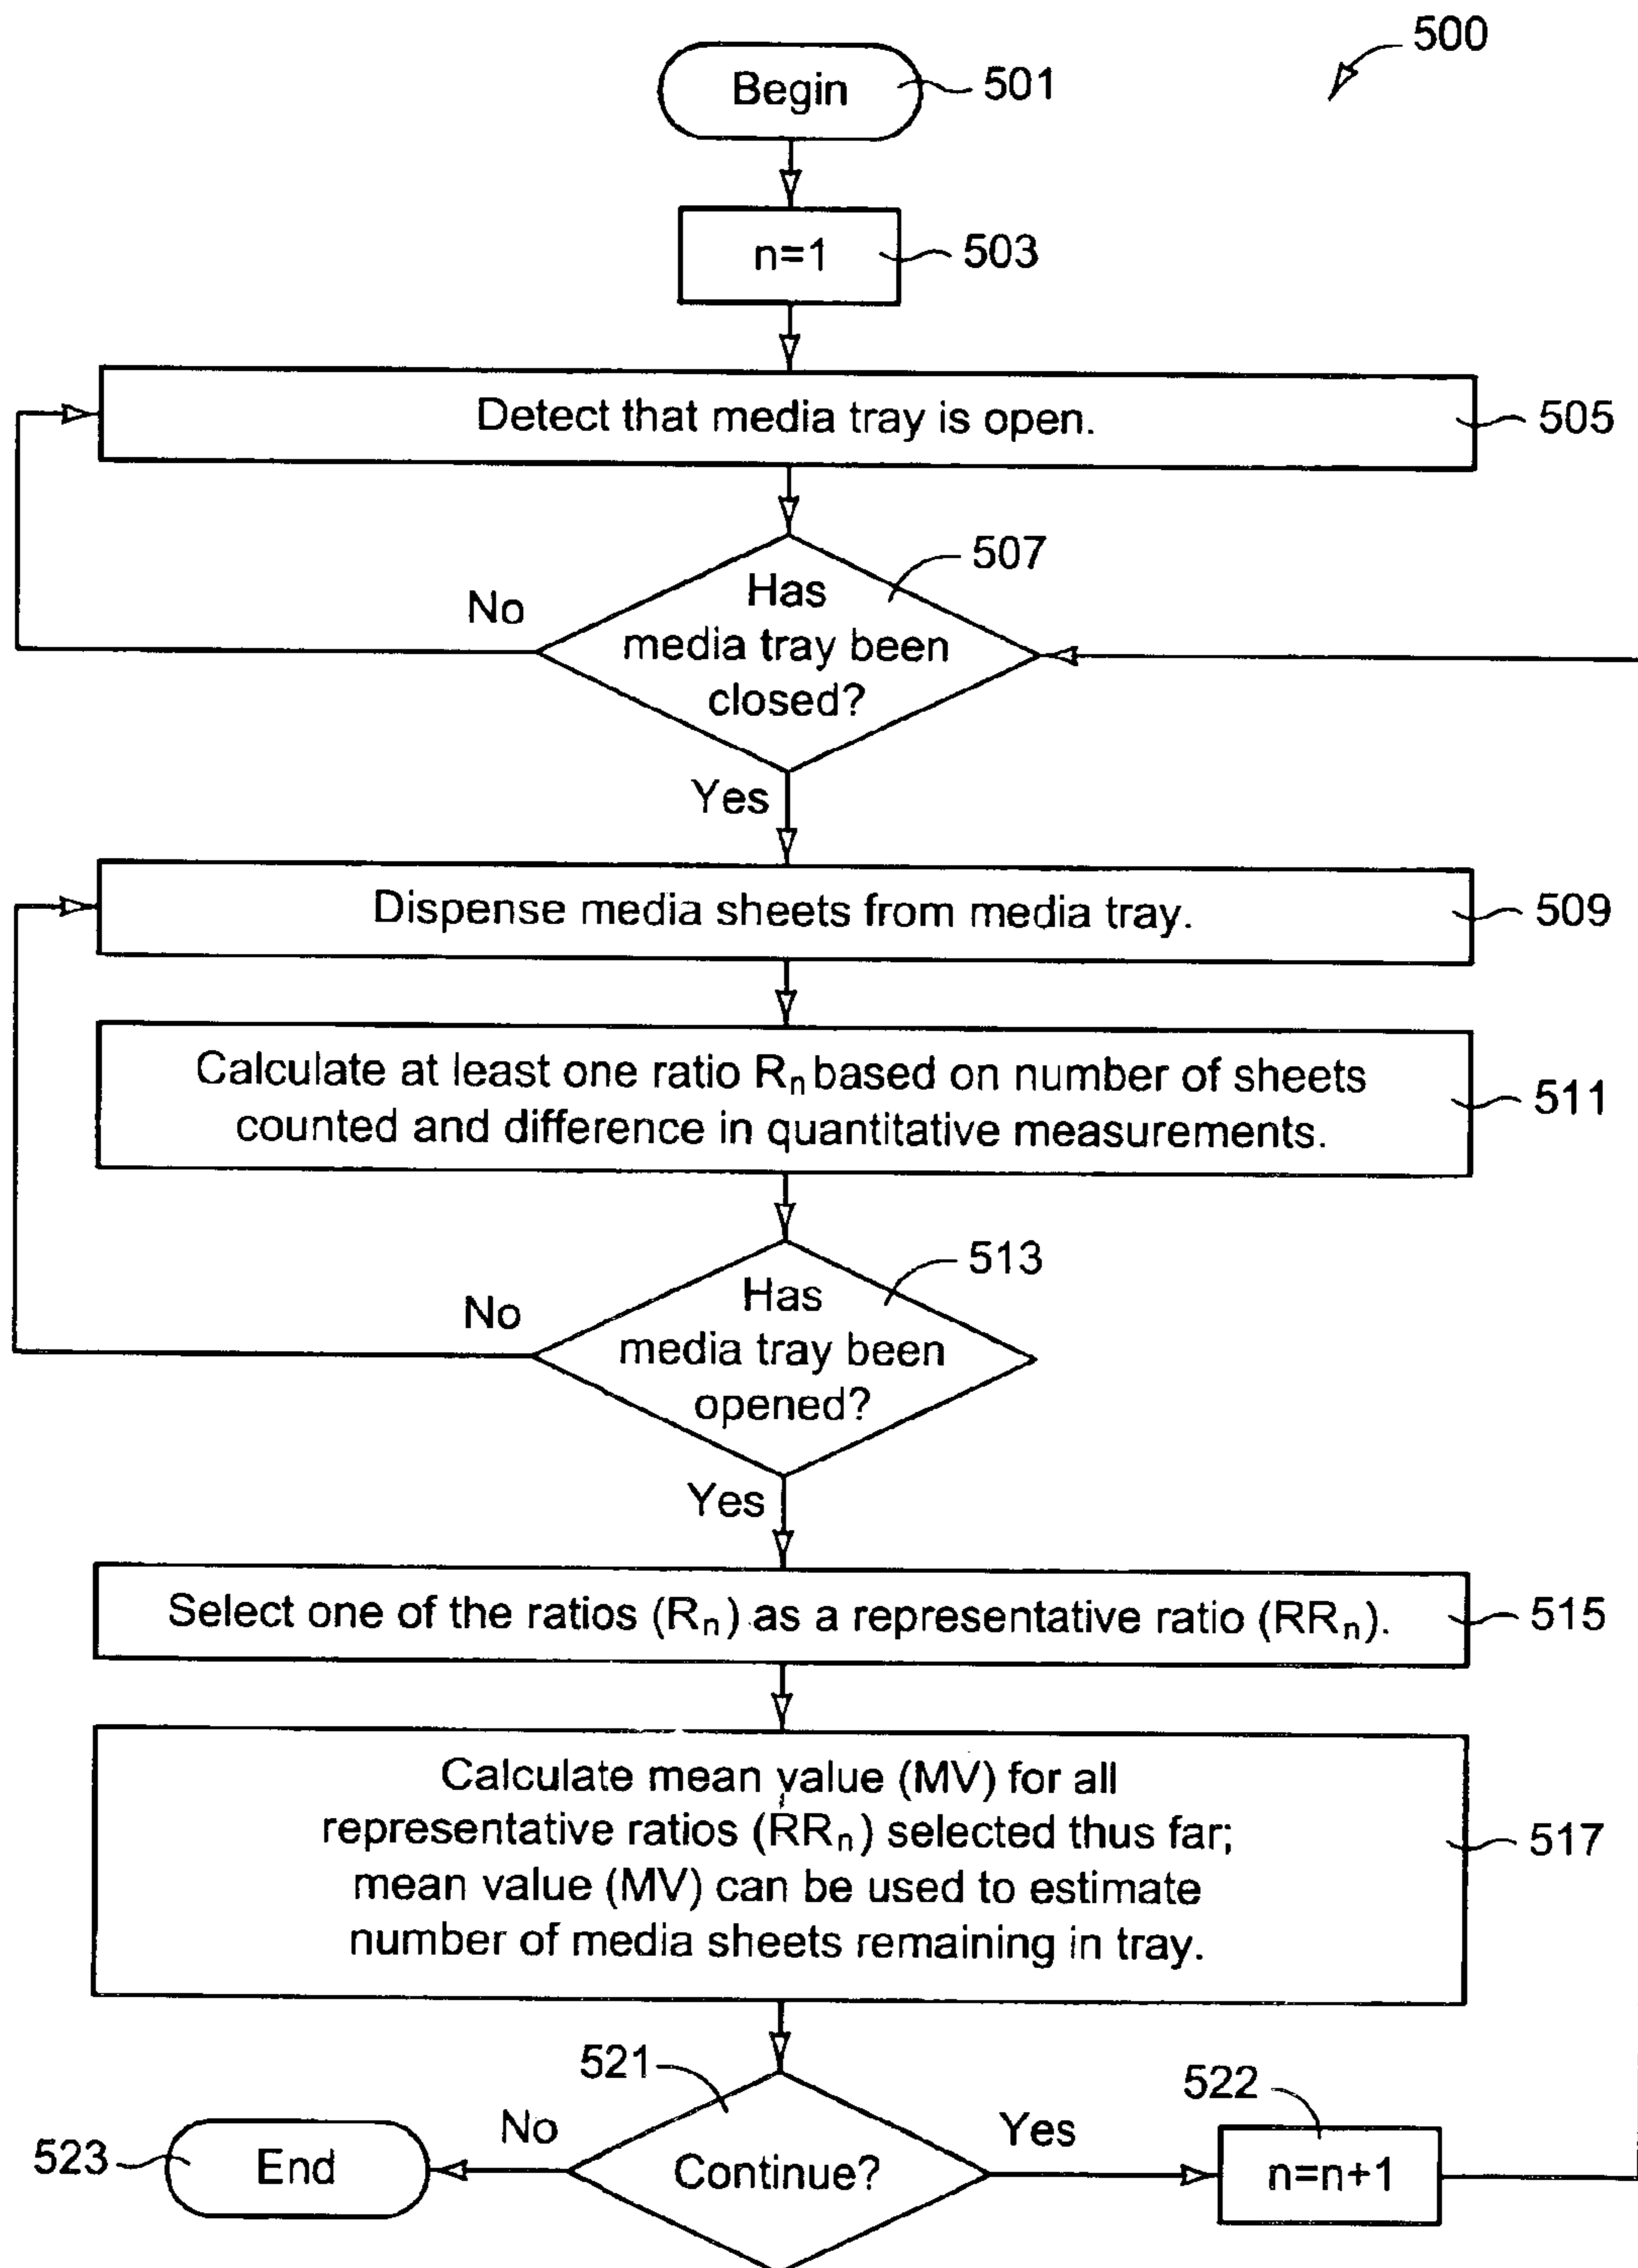 500
Begin
501
n=1
503
Detect that media tray is open.
505
507
Has
media tray been
closed?
No
Yes
Dispense media sheets from media tray.
509
Calculate at least one ratio Rₙ based on number of sheets
counted and difference in quantitative measurements.
511
513
Has
media tray been
opened?
No
Yes
Select one of the ratios (Rₙ) as a representative ratio (RRₙ).
515
Calculate mean value (MV) for all
representative ratios (RRₙ) selected thus far;
mean value (MV) can be used to estimate
number of media sheets remaining in tray.
517
521
Continue?
No
Yes
522
n=n+1
523
End